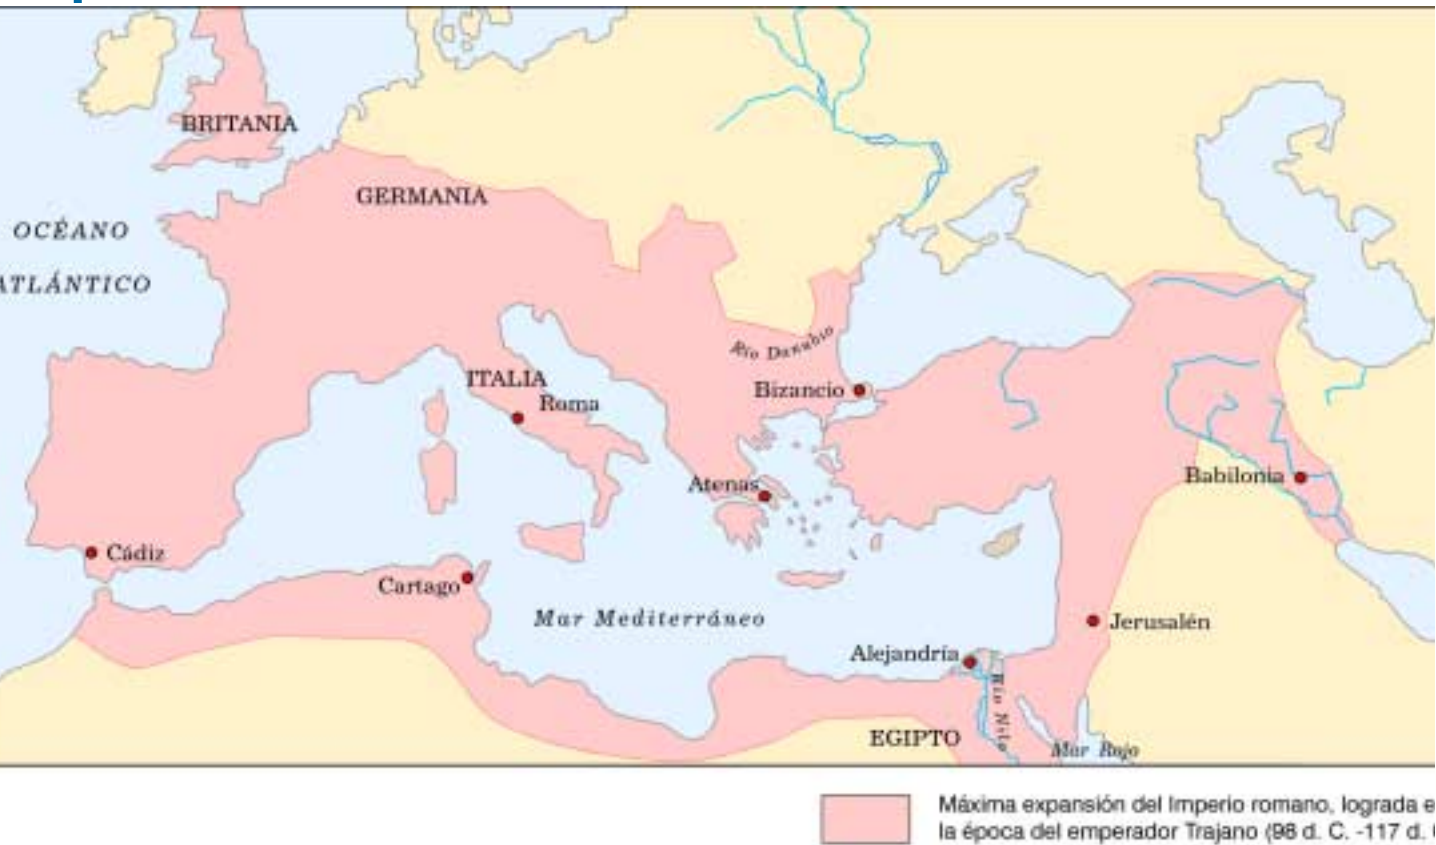 BRITANIA
GERMANIA
OCÉANO
ATLÁNTICO
Río Danubio
ITALIA
Roma
Bizancio
Atenas
Babilonia
Cádiz
Cartago
Mar Mediterráneo
Jerusalén
Alejandría
Río Nilo
EGIPTO
Mar Rojo
Máxima expansión del Imperio romano, lograda e
la época del emperador Trajano (98 d. C. -117 d.